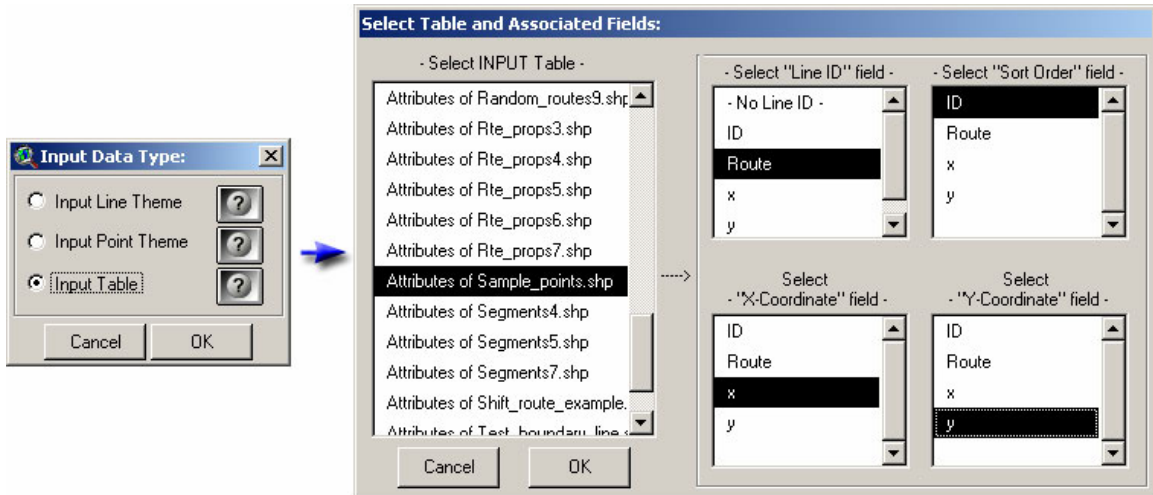 Input Data Type:
Input Line Theme
?
Input Point Theme
?
Input Table
?
Cancel
OK
Select Table and Associated Fields:
- Select INPUT Table -
Attributes of Random_routes9.shp
Attributes of Rte_props3.shp
Attributes of Rte_props4.shp
Attributes of Rte_props5.shp
Attributes of Rte_props6.shp
Attributes of Rte_props7.shp
Attributes of Sample_points.shp
Attributes of Segments4.shp
Attributes of Segments5.shp
Attributes of Segments7.shp
Attributes of Shift_route_example.
Attributes of Test_boundary_line.
Cancel
OK
---->
- Select "Line ID" field -
- No Line ID -
ID
Route
x
y
- Select "Sort Order" field -
ID
Route
x
y
Select
- "X-Coordinate" field -
ID
Route
x
y
Select
- "Y-Coordinate" field -
ID
Route
x
y